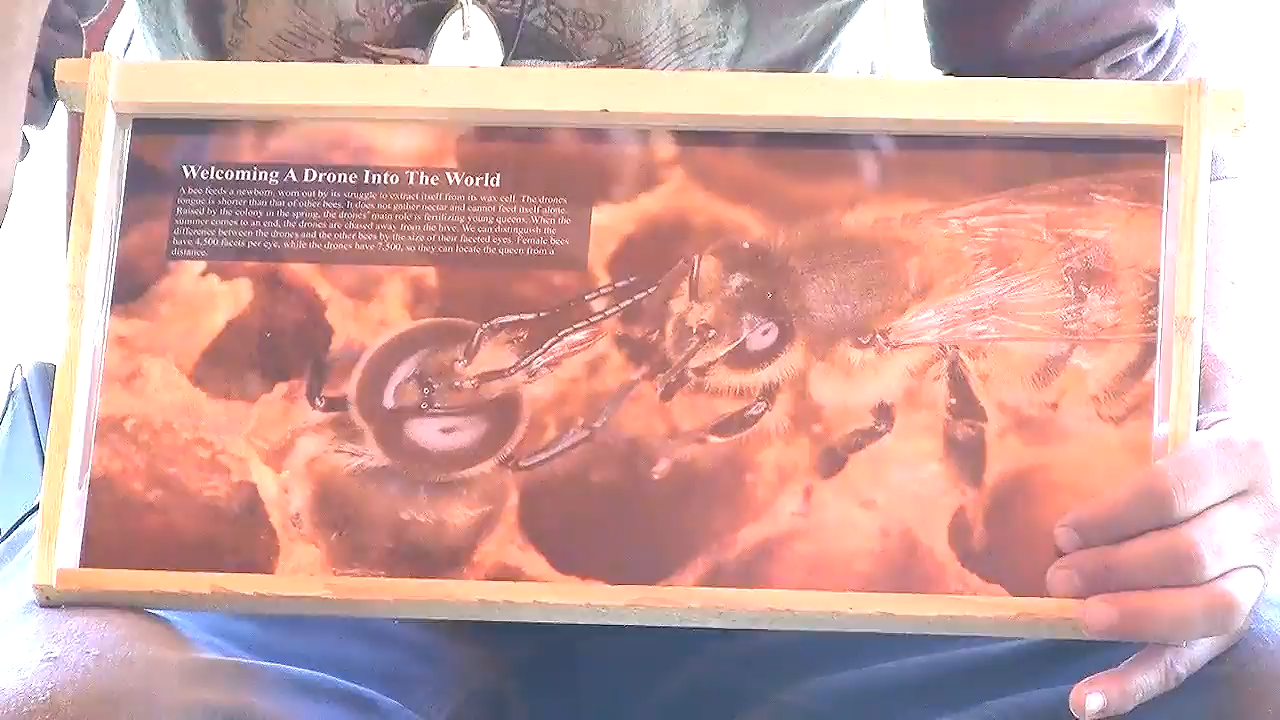 Welcoming A Drone Into The World
A bee feeds a newborn, worn out by its struggle to extract itself from its wax cell. The drones
tongue is shorter than that of other bees. It does not gather nectar and cannot feed itself alone.
Raised by the colony in the spring, the drones' main role is fertilizing young queens. When the
summer comes to an end, the drones are chased away from the hive. We can distinguish the
difference between the drones and the other bees by the size of their faceted eyes. Female bees
have 4,500 facets per eye, while the drones have 7,500, so they can locate the queen from a
distance.